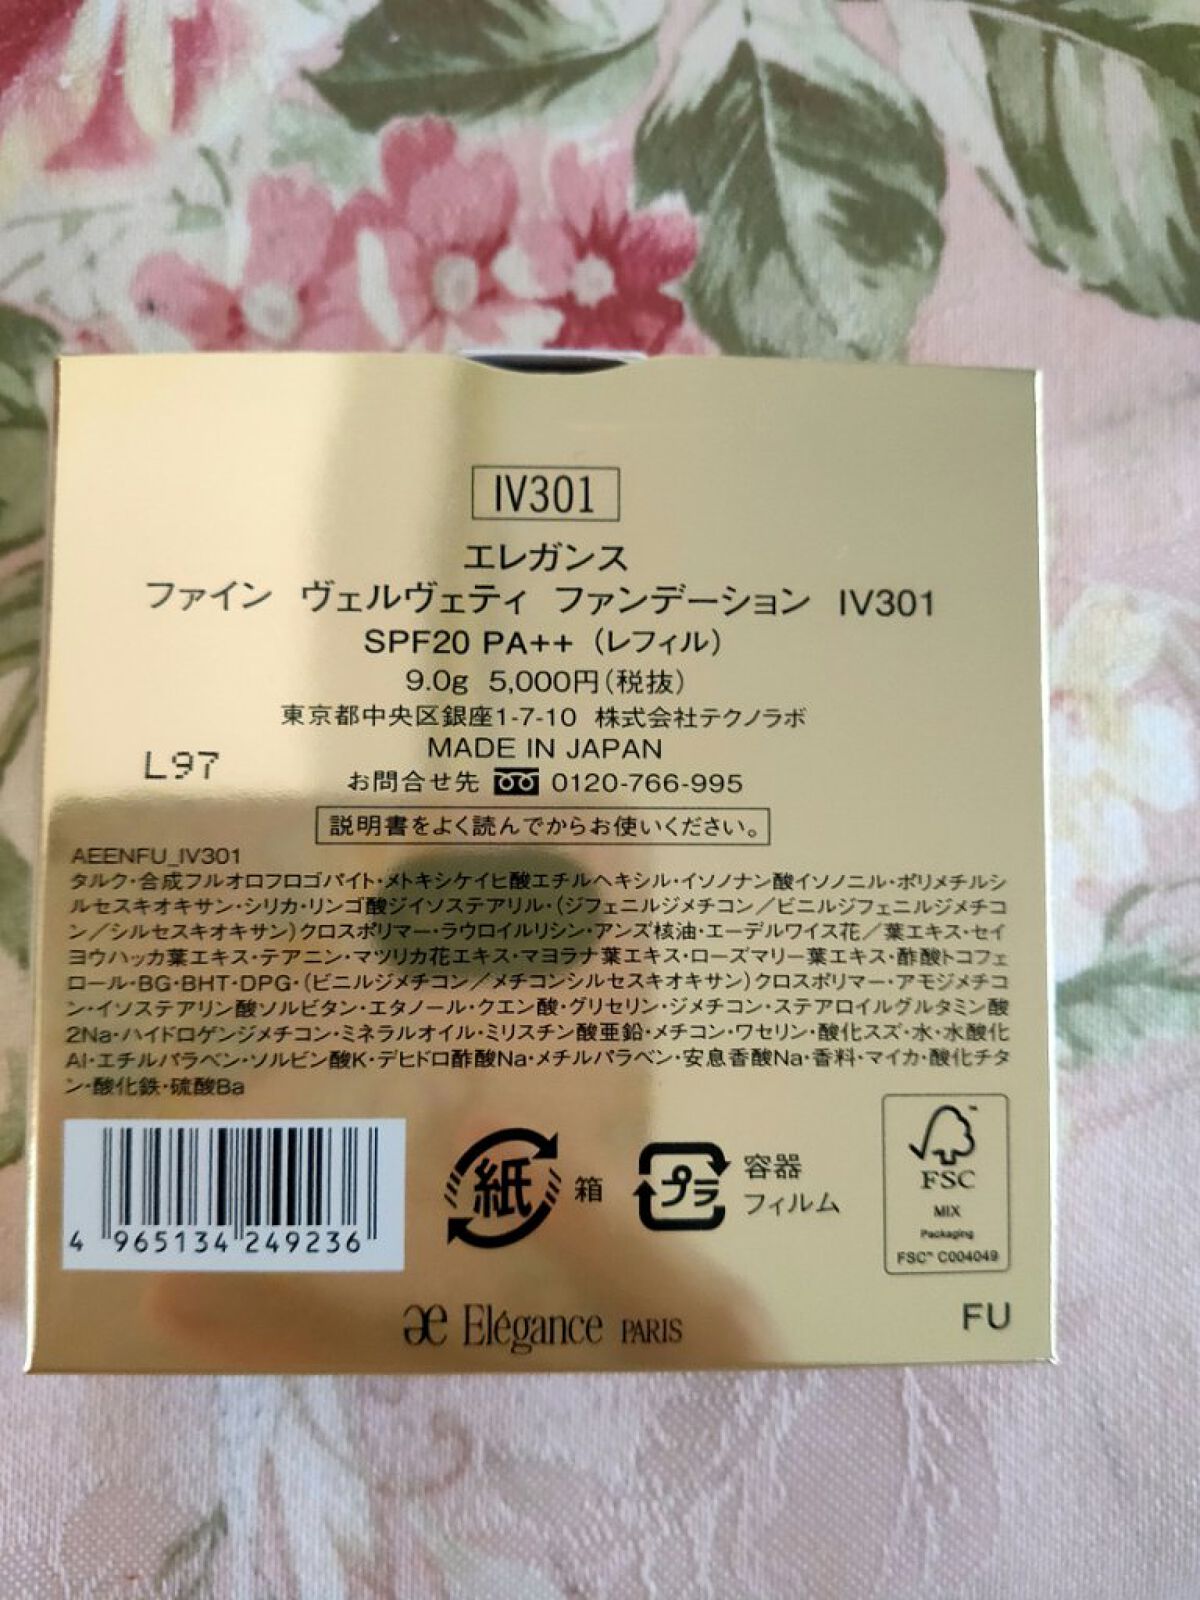 IV301
エレガンス
ファイン ヴェルヴェティ ファンデーション IV301
SPF20 PA++ (レフィル)
9.0g 5,000円(税抜)
東京都中央区銀座1-7-10 株式会社テクノラボ
MADE IN JAPAN
L97
お問合せ先 0120-766-995
説明書をよく読んでからお使いください。
AEENFU_IV301
タルク・合成フルオロフロゴパイト・メトキシケイヒ酸エチルヘキシル・イソノナン酸イソノニル・ポリメチルシ
ルセスキオキサン・シリカ・リンゴ酸ジイソステアリル・(ジフェニルジメチコン/ビニルジフェニルジメチコ
ン/シルセスキオキサン)クロスポリマー・ラウロイルリシン・アンズ核油・エーデルワイス花/葉エキス・セイ
ヨウハッカ葉エキス・テアニン・マツリカ花エキス・マヨラナ葉エキス・ローズマリー葉エキス・酢酸トコフェ
ロール・BG・BHT・DPG・(ビニルジメチコン/メチコンシルセスキオキサン)クロスポリマー・アモジメチコ
ン・イソステアリン酸ソルビタン・エタノール・クエン酸・グリセリン・ジメチコン・ステアロイルグルタミン酸
2Na・ハイドロゲンジメチコン・ミネラルオイル・ミリスチン酸亜鉛・メチコン・ワセリン・酸化スズ・水・水酸化
Al・エチルパラベン・ソルビン酸K・デヒドロ酢酸Na・メチルパラベン・安息香酸Na・香料・マイカ・酸化チタ
ン・酸化鉄・硫酸Ba
4 965134 249236
紙 箱
プラ 容器
フィルム
FSC™
MIX
Packaging
FSC™ C004049
æ Elégance PARIS
FU